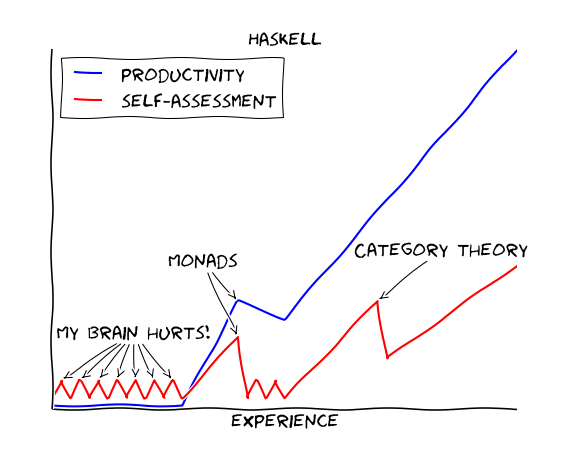 HASKELL
PRODUCTIVITY
SELF-ASSESSMENT
CATEGORY THEORY
MONADS
MY BRAIN HURTS!
EXPERIENCE